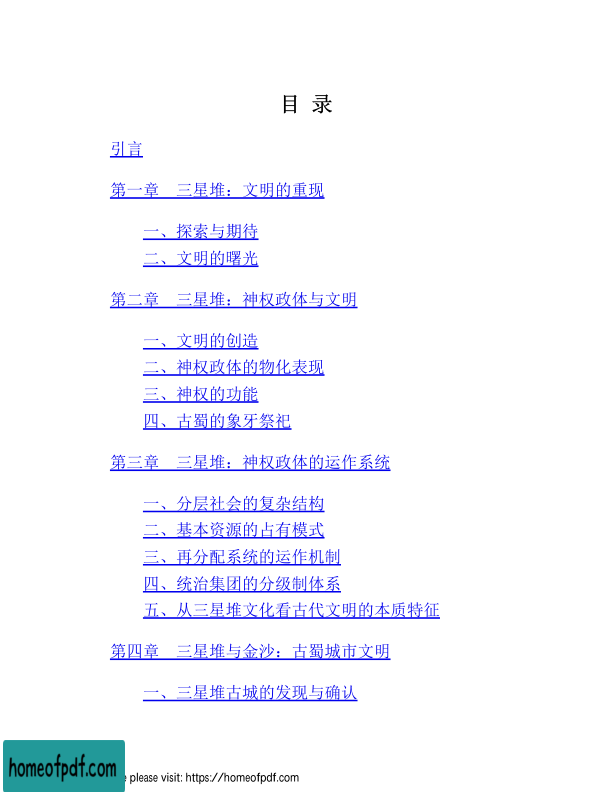 目 录
引言
第一章 三星堆：文明的重现
一、探索与期待
二、文明的曙光
第二章 三星堆：神权政体与文明
一、文明的创造
二、神权政体的物化表现
三、神权的功能
四、古蜀的象牙祭祀
第三章 三星堆：神权政体的运作系统
一、分层社会的复杂结构
二、基本资源的占有模式
三、再分配系统的运作机制
四、统治集团的分级制体系
五、从三星堆文化看古代文明的本质特征
第四章 三星堆与金沙：古蜀城市文明
一、三星堆古城的发现与确认
homeofpdf.com
please visit: https://homeofpdf.com